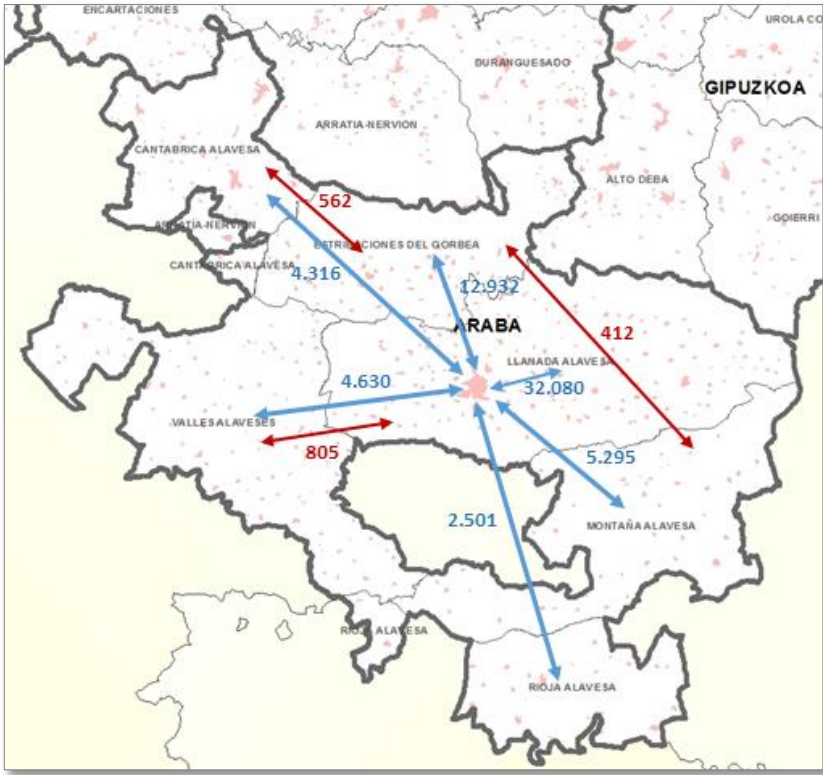 ENCARTACIONES
UROLA CO
DURANGUESADO
GIPUZKOA
ARRATIA-NERVION
CANTABRICA ALAVESA
ALTO DEBA
562
GOIERRI
ARRATIA-NERVION
ESTRIBACIONES DEL GORBEA
CANTABRICA ALAVESA
4.316
12.932
ARABA
412
LLANADA ALAVESA
4.630
32.080
VALLES ALAVESES
805
5.295
2.501
MONTAÑA ALAVESA
RIOJA ALAVESA
RIOJA ALAVESA